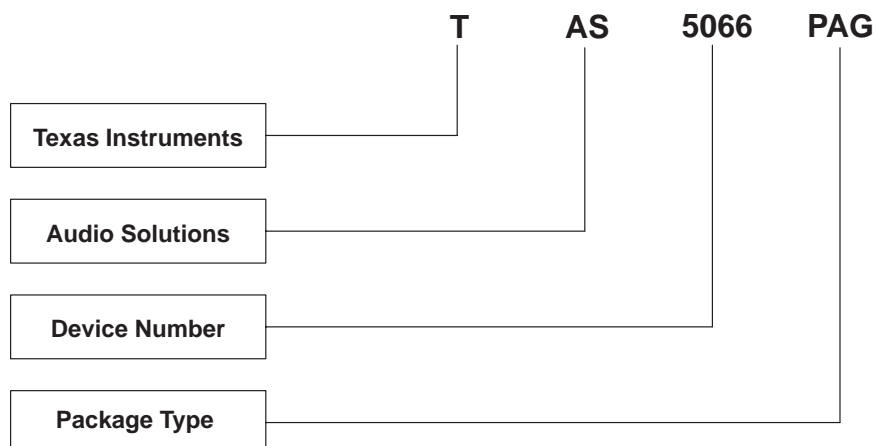 T AS 5066 PAG
Texas Instruments
Audio Solutions
Device Number
Package Type